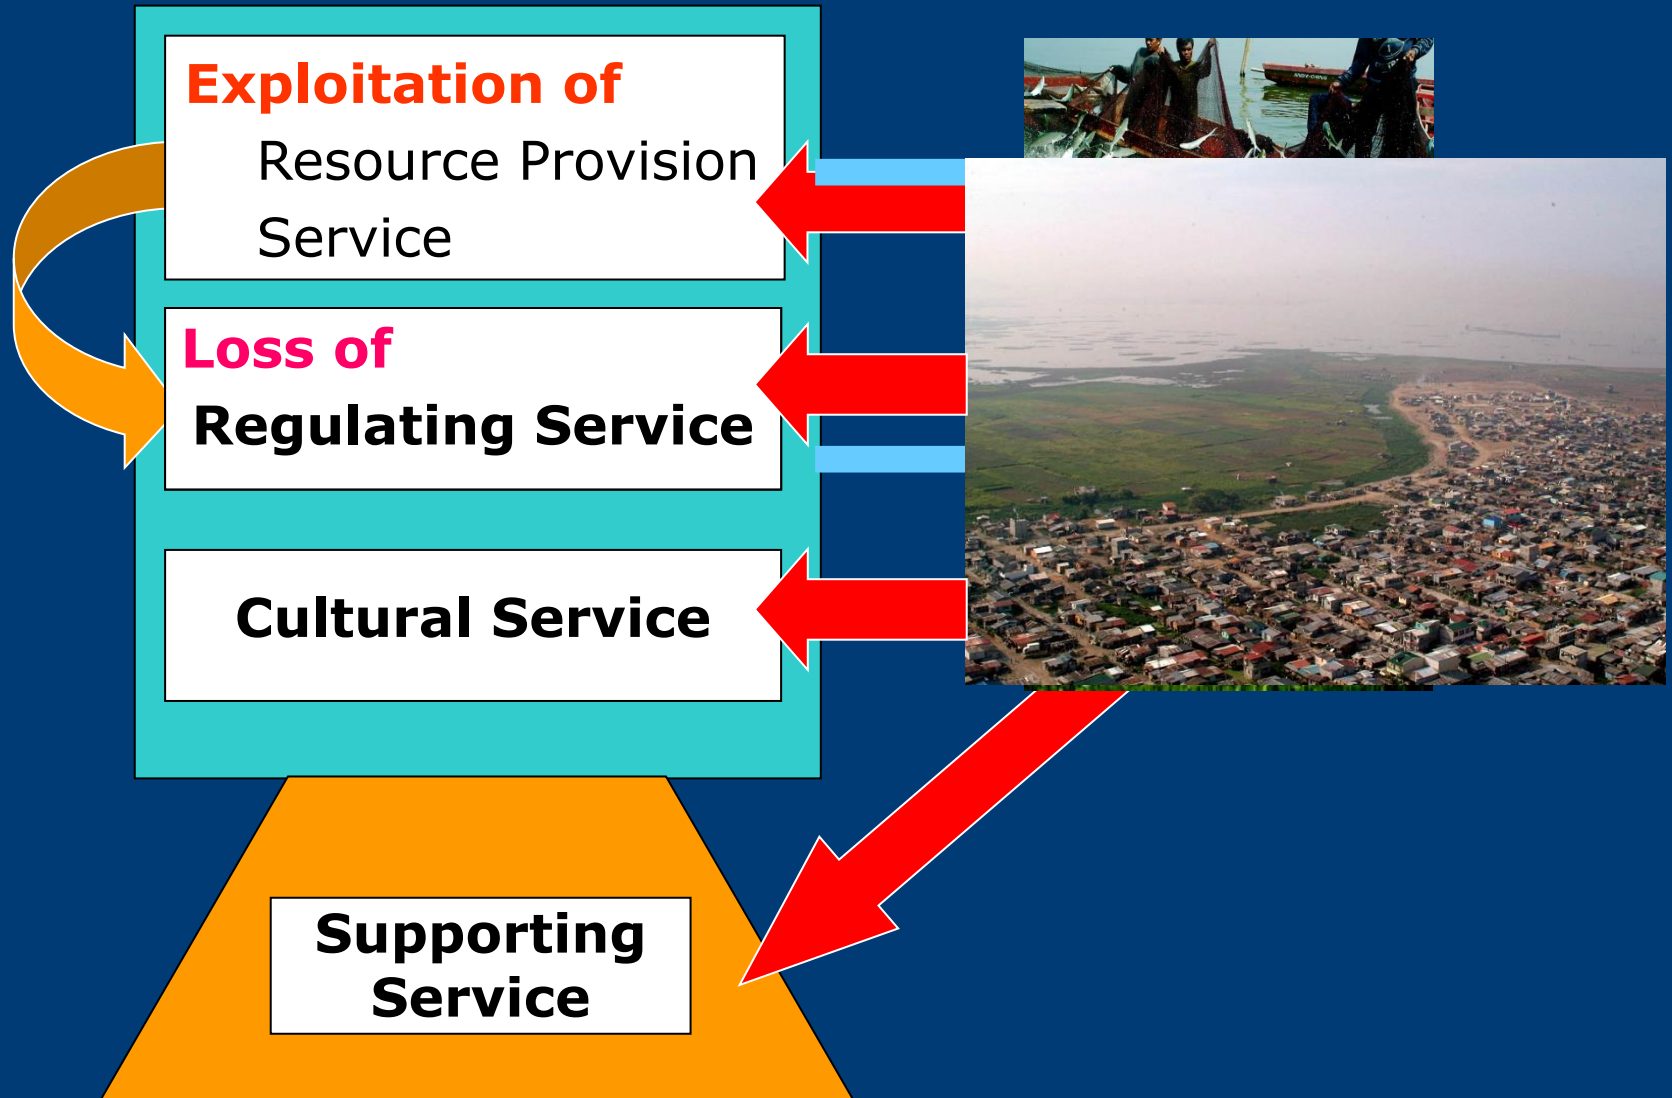 Exploitation of
Resource Provision
Service
Loss of
Regulating Service
Cultural Service
Supporting
Service